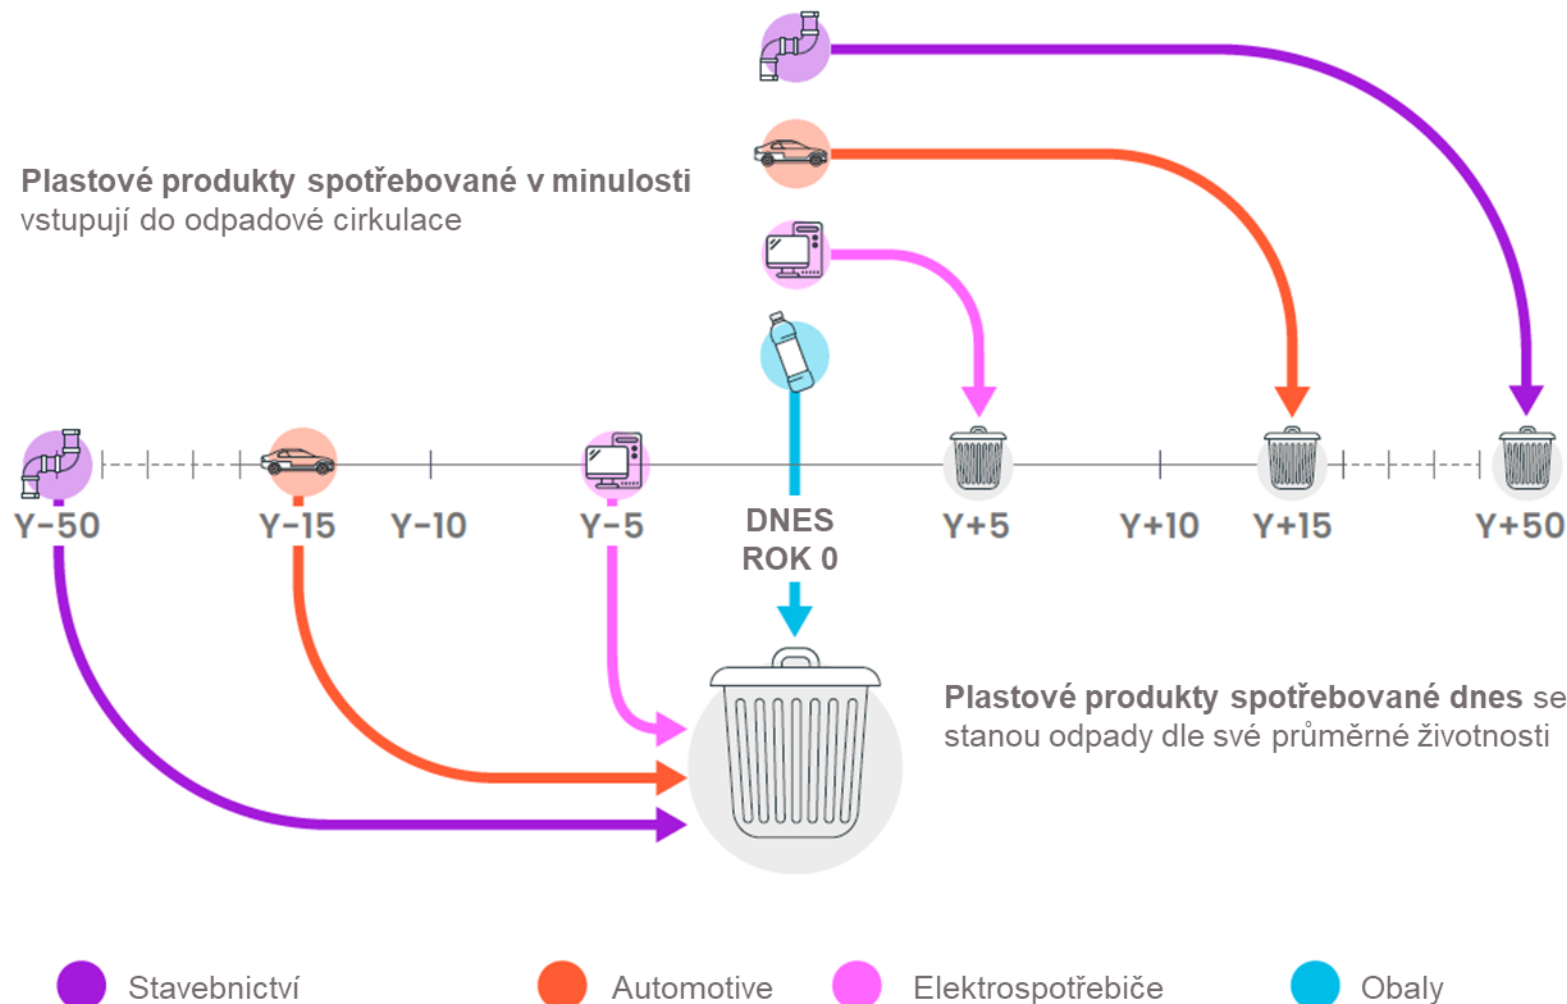 Plastové produkty spotřebované v minulosti
vstupují do odpadové cirkulace
Y-50
Y-15
Y-10
Y-5
DNES
ROK 0
Y+5
Y+10
Y+15
Y+50
Plastové produkty spotřebované dnes se
stanou odpady dle své průměrné životnosti
Stavebnictví
Automotive
Elektrospotřebiče
Obaly